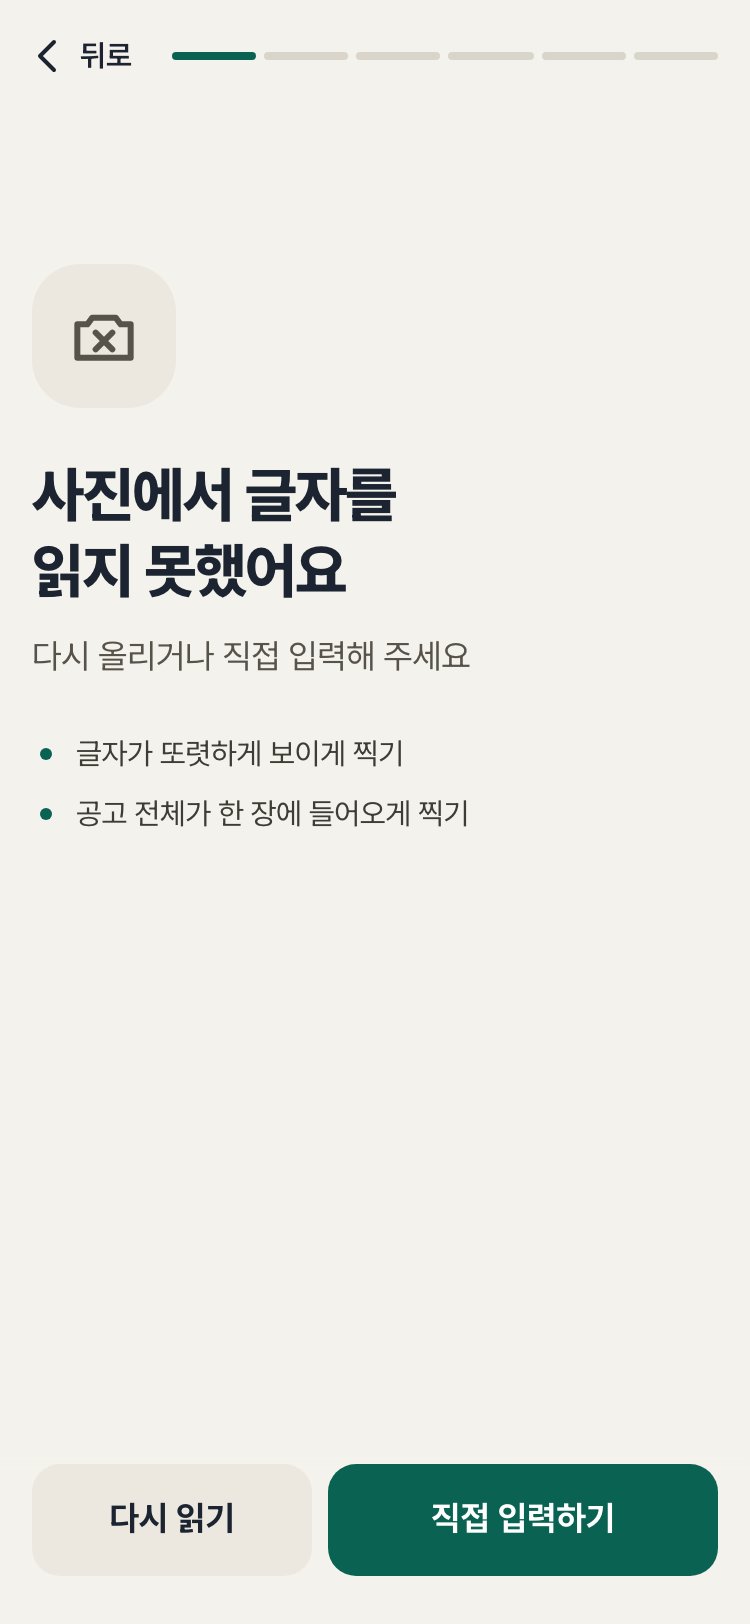 뒤로
사진에서 글자를
읽지 못했어요
다시 올리거나 직접 입력해 주세요
글자가 또렷하게 보이게 찍기
공고 전체가 한 장에 들어오게 찍기
다시 읽기
직접 입력하기